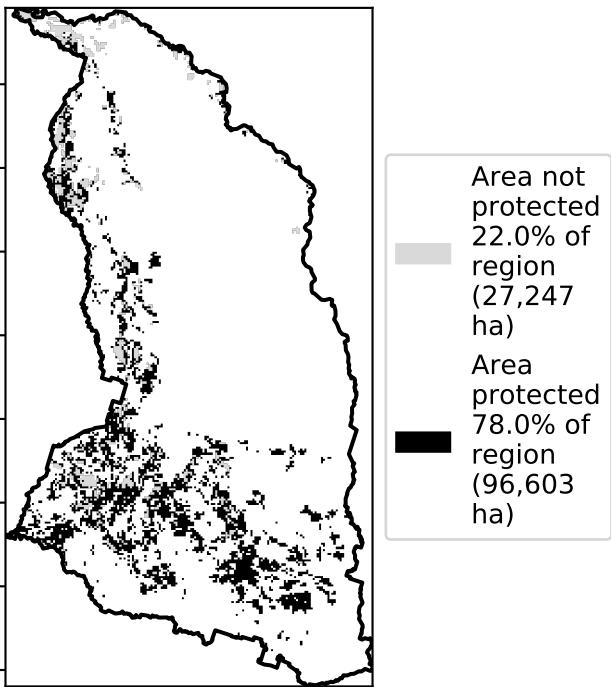 Area not
protected
22.0% of
region
(27,247
ha)
Area
protected
78.0% of
region
(96,603
ha)